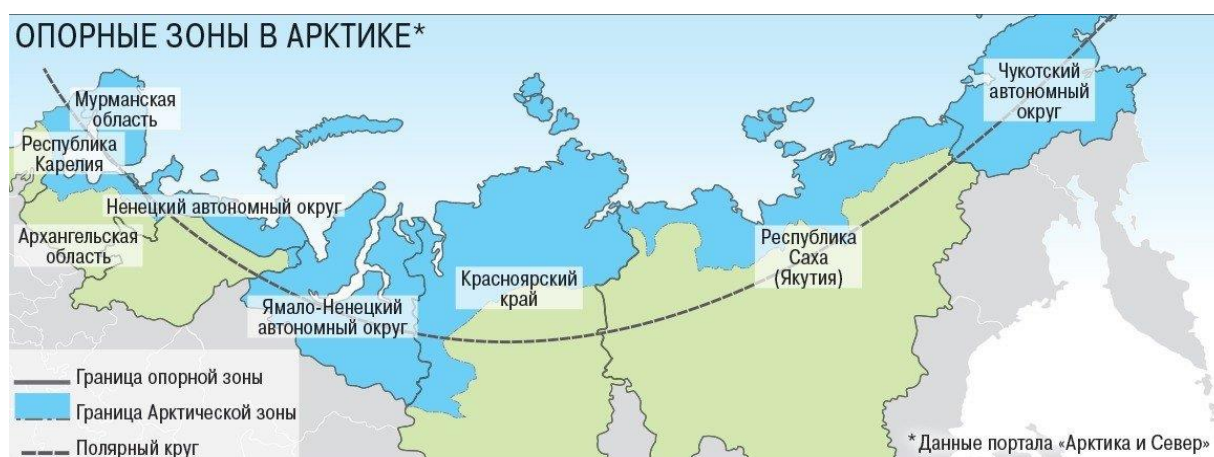 ОПОРНЫЕ ЗОНЫ В АРКТИКЕ*
Мурманская
область
Республика
Карелия
Ненецкий автономный округ
Архангельская
область
Ямало-Ненецкий
автономный округ
Красноярский
край
Республика
Саха
(Якутия)
Чукотский
автономный
округ
Граница опорной зоны
Граница Арктической зоны
Полярный круг
* Данные портала «Арктика и Север»